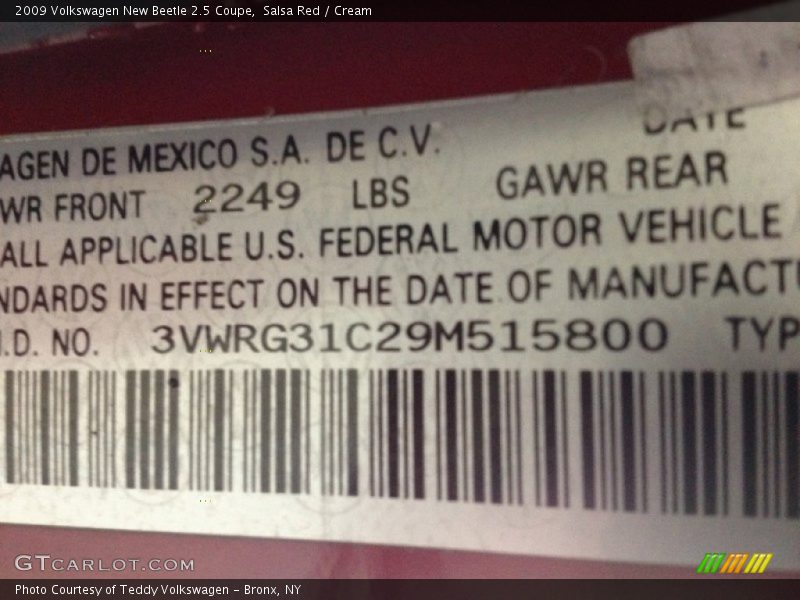 2009 Volkswagen New Beetle 2.5 Coupe, Salsa Red / Cream
DATE
AGEN DE MEXICO S.A. DE C.V.
WR FRONT 2249 LBS GAWR REAR
ALL APPLICABLE U.S. FEDERAL MOTOR VEHICLE
NDARDS IN EFFECT ON THE DATE OF MANUFACTU
I.D. NO. 3VWRG31C29M515800 TYP
GTCARLOT.COM
Photo Courtesy of Teddy Volkswagen - Bronx, NY